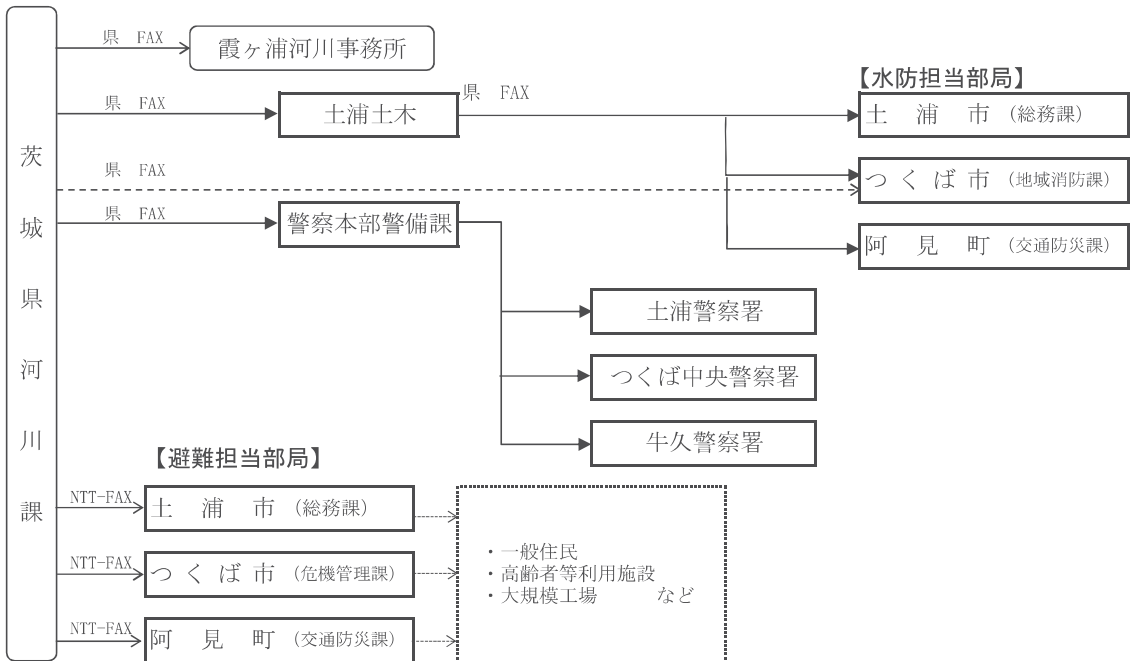 茨城県河川課
県 FAX
霞ヶ浦河川事務所
県 FAX
土浦土木
県 FAX
【水防担当部局】
土 浦 市 (総務課)
県 FAX
つ く ば 市 (地域消防課)
県 FAX
警察本部警備課
阿 見 町 (交通防災課)
土浦警察署
つくば中央警察署
牛久警察署
【避難担当部局】
NTT-FAX
土 浦 市 (総務課)
NTT-FAX
つ く ば 市 (危機管理課)
NTT-FAX
阿 見 町 (交通防災課)
・一般住民
・高齢者等利用施設
・大規模工場 など